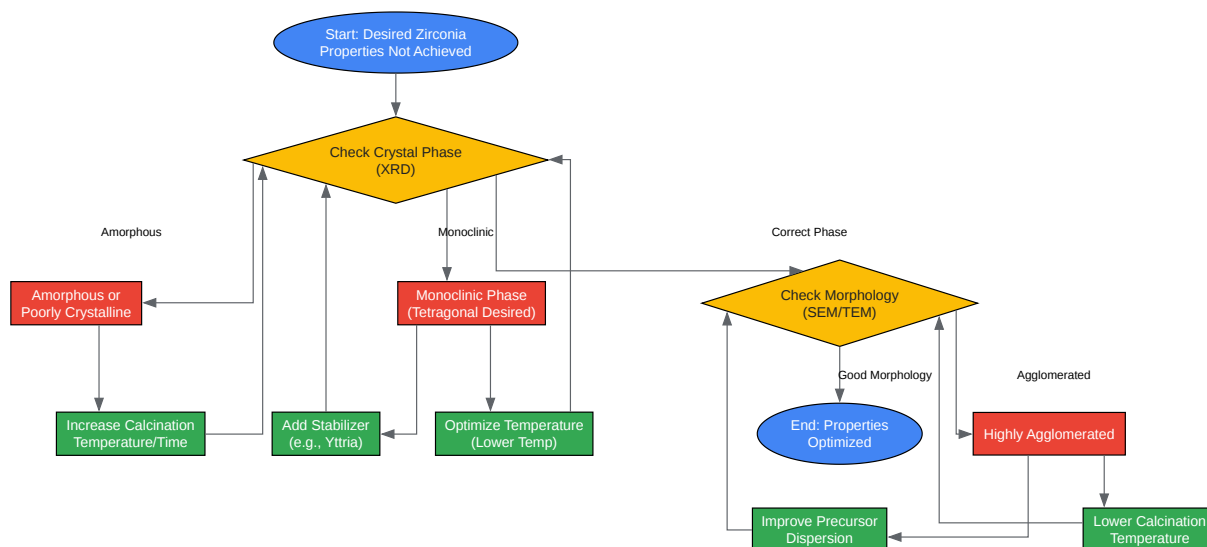 Start: Desired Zirconia
Properties Not Achieved
Check Crystal Phase
(XRD)
Amorphous
Monoclinic
Correct Phase
Amorphous or
Poorly Crystalline
Monoclinic Phase
(Tetragonal Desired)
Check Morphology
(SEM/TEM)
Good Morphology
Agglomerated
Increase Calcination
Temperature/Time
Add Stabilizer
(e.g., Yttria)
Optimize Temperature
(Lower Temp)
End: Properties
Optimized
Highly Agglomerated
Improve Precursor
Dispersion
Lower Calcination
Temperature